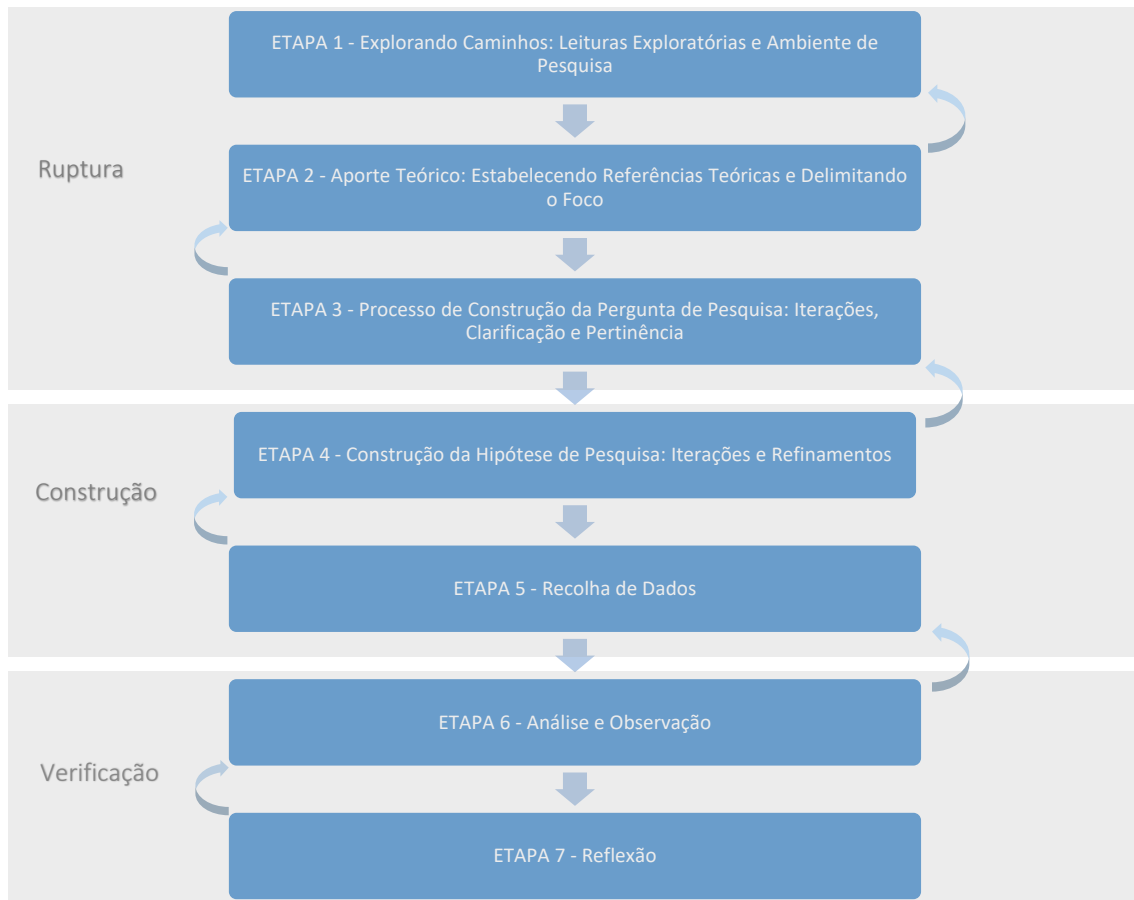 ETAPA 1 - Explorando Caminhos: Leituras Exploratórias e Ambiente de
Pesquisa
Ruptura
ETAPA 2 - Aporte Teórico: Estabelecendo Referências Teóricas e Delimitando
o Foco
ETAPA 3 - Processo de Construção da Pergunta de Pesquisa: Iterações,
Clarificação e Pertinência
ETAPA 4 - Construção da Hipótese de Pesquisa: Iterações e Refinamentos
Construção
ETAPA 5 - Recolha de Dados
ETAPA 6 - Análise e Observação
Verificação
ETAPA 7 - Reflexão